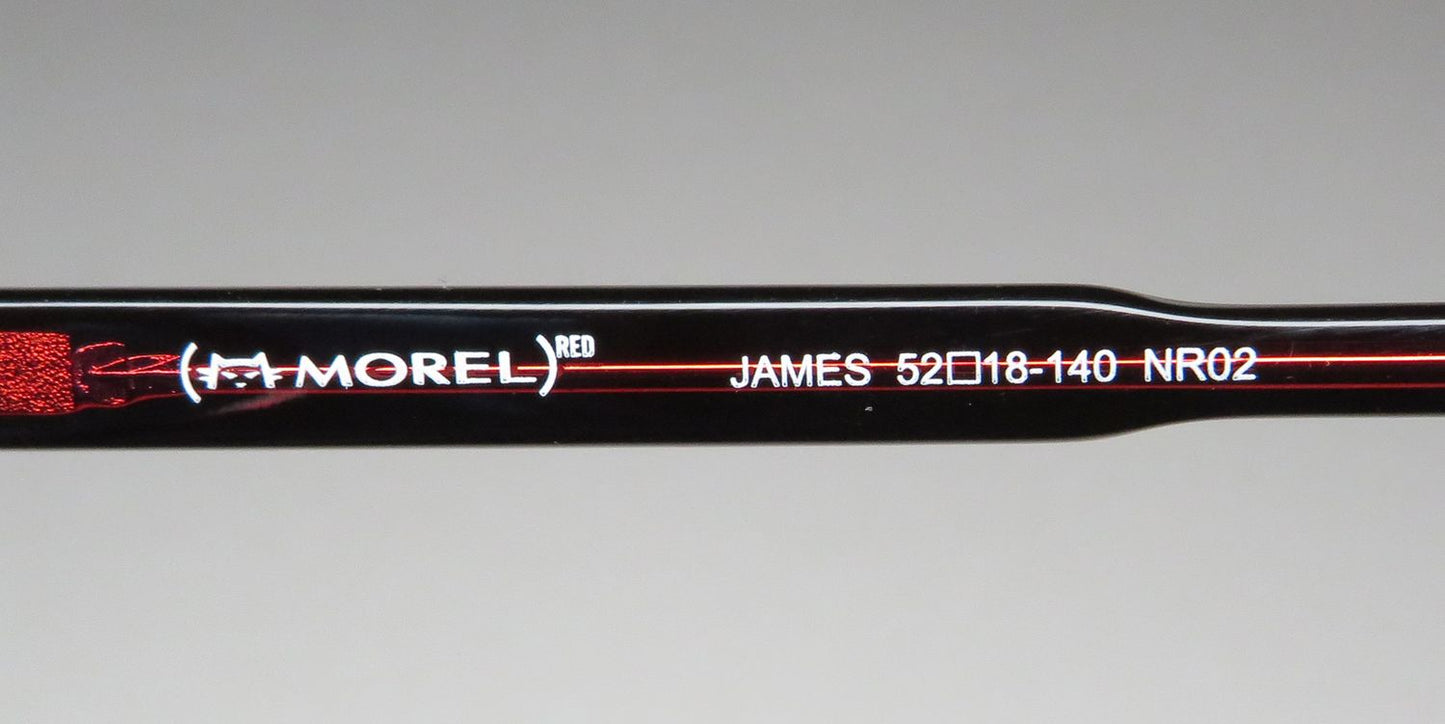 (MOREL)RED JAMES 52□18-140 NR02